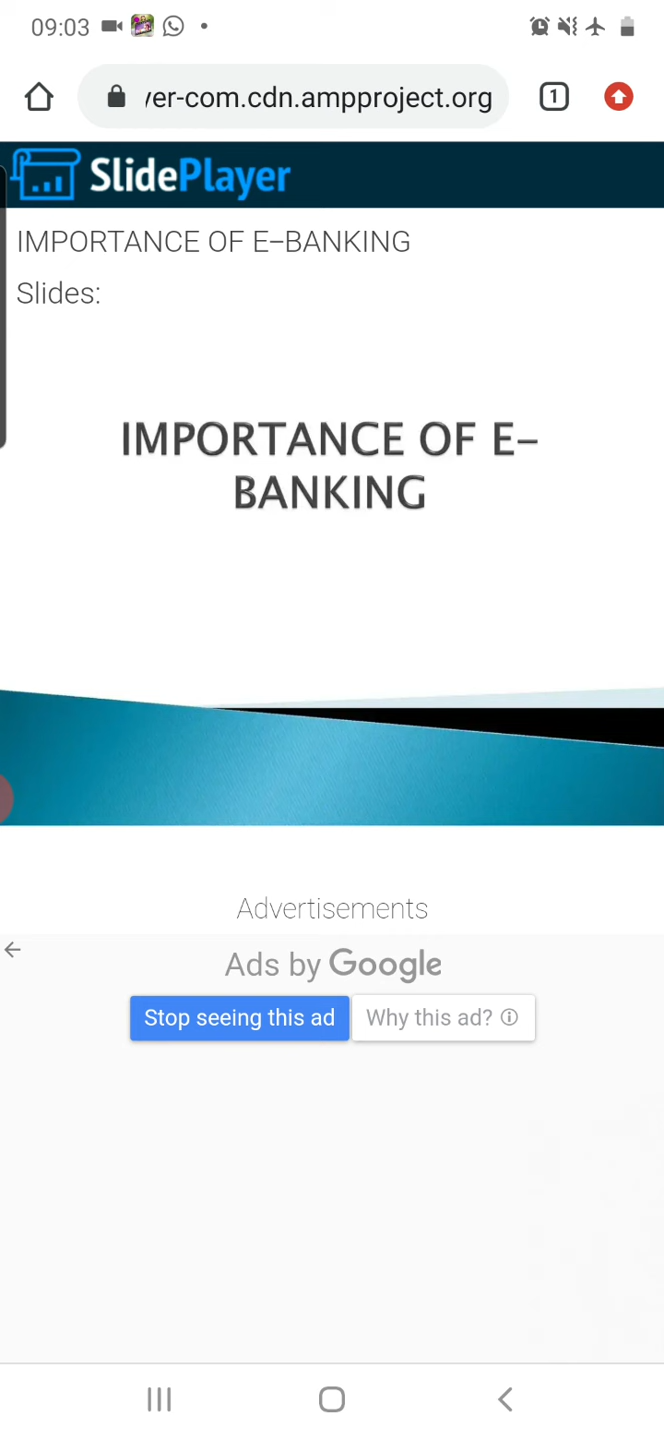 09:03
/er-com.cdn.ampproject.org
1
SlidePlayer
IMPORTANCE OF E-BANKING
Slides:
IMPORTANCE OF E-
BANKING
Advertisements
Ads by Google
Stop seeing this ad
Why this ad?